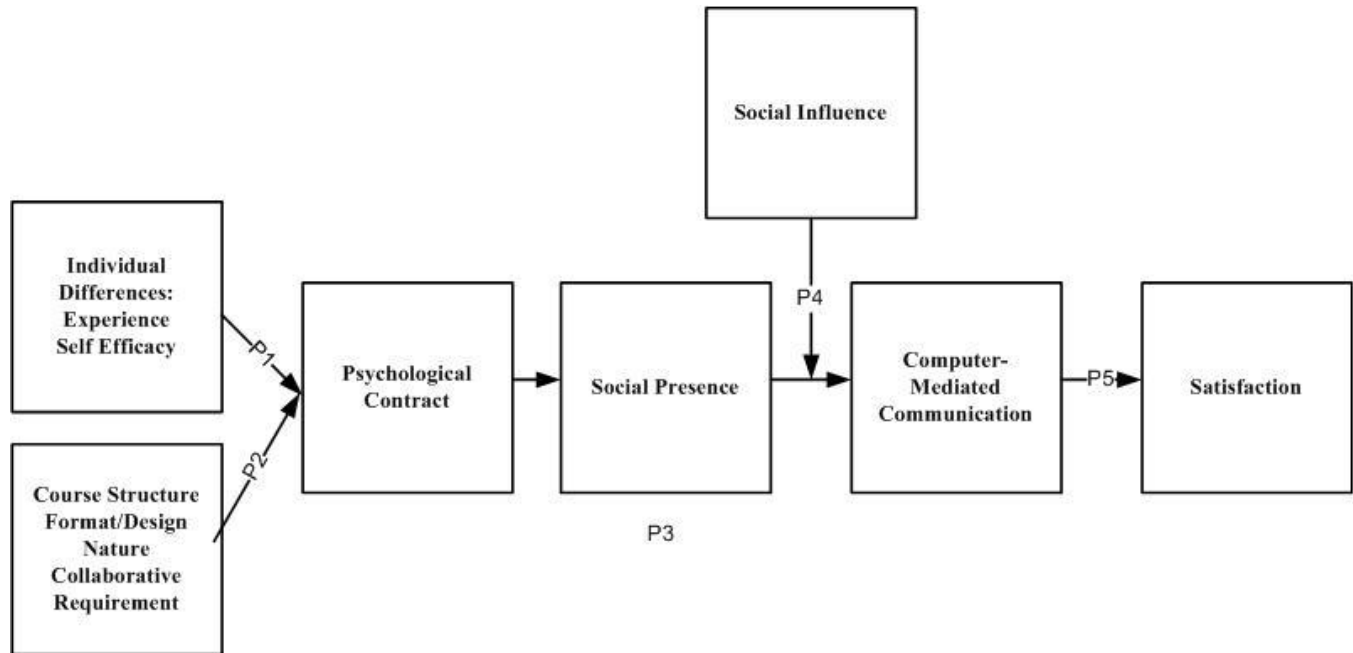 Social Influence
Individual
Differences:
Experience
Self Efficacy
P1
P2
Course Structure
Format/Design
Nature
Collaborative
Requirement
Psychological
Contract
Social Presence
P3
P4
Computer-
Mediated
Communication
P5
Satisfaction